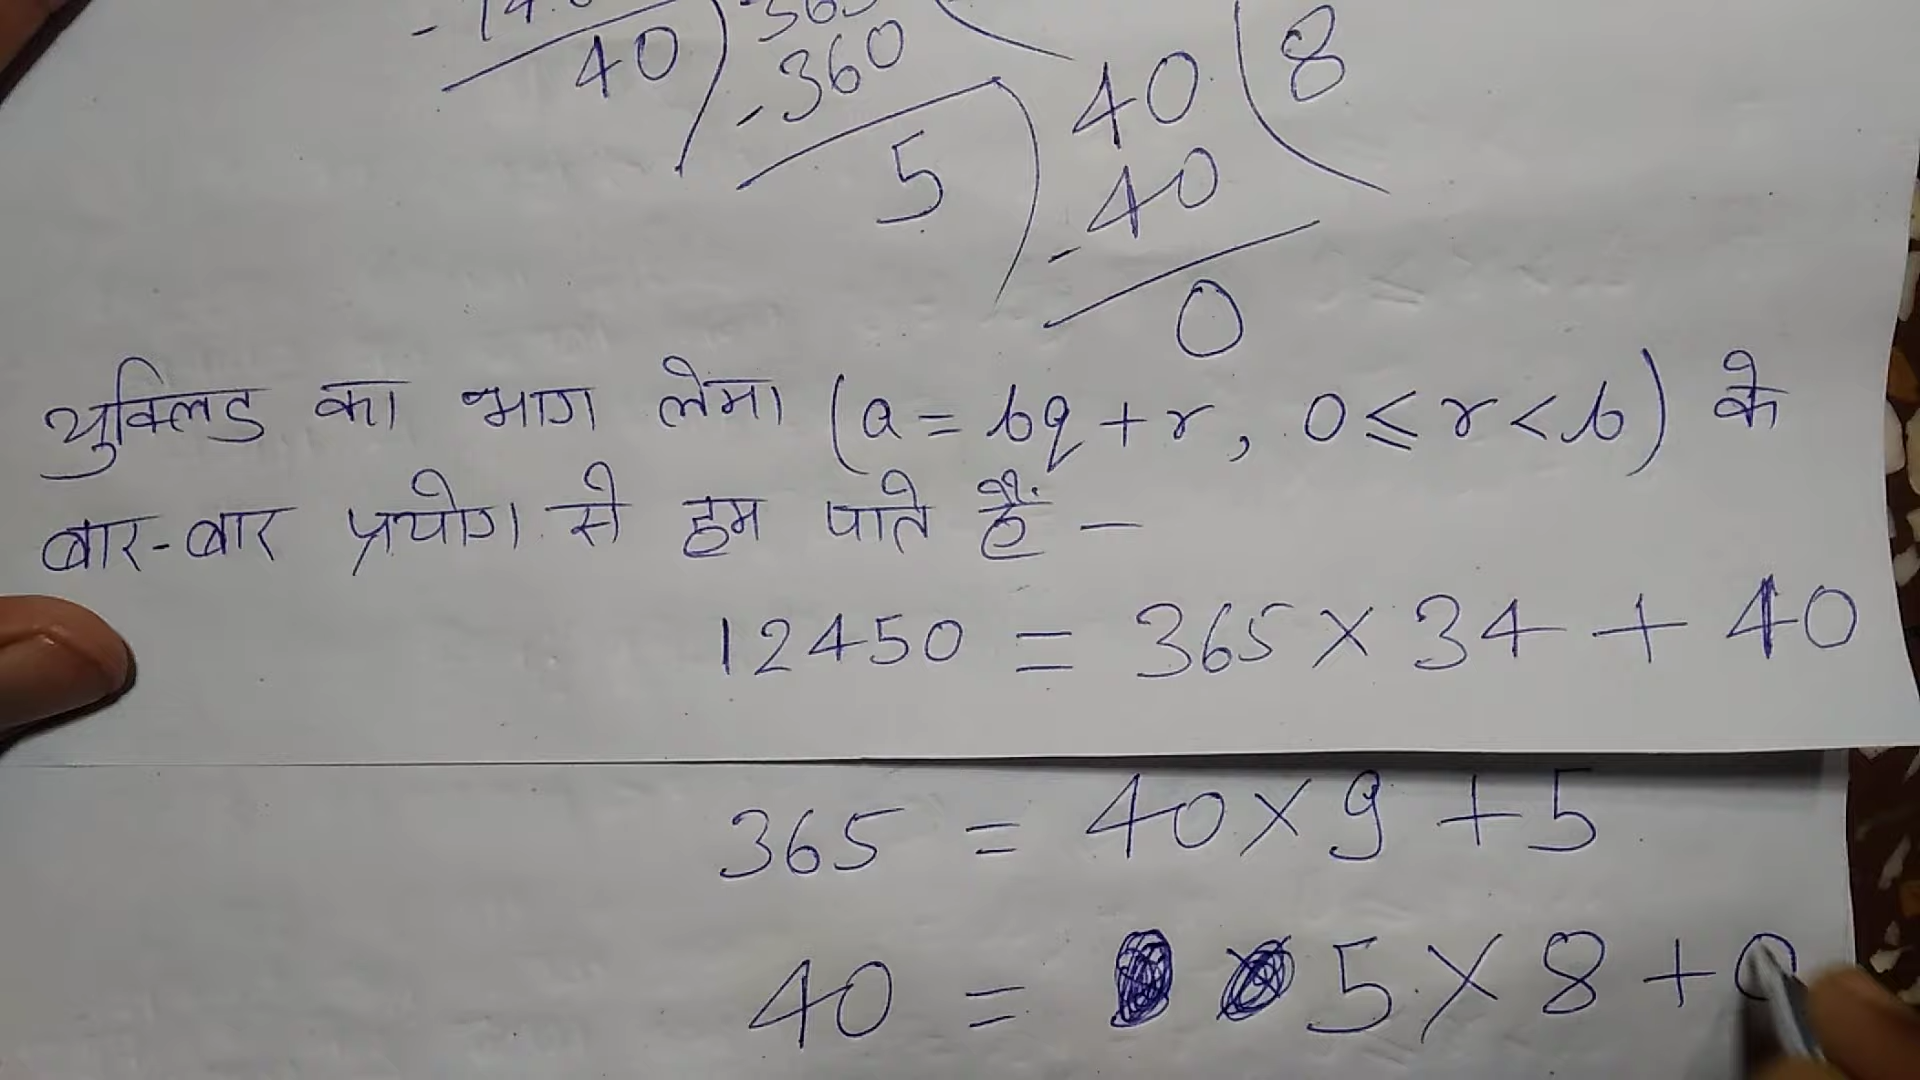 40 ) 365 40 ( 8
- 360
5 ) - 40
0
युक्लिड का भाग लेमा (a = bq + r, 0 ≤ r < b) के
बार-बार प्रयोग से हम पाते हैं –
12450 = 365 × 34 + 40
365 = 40 × 9 + 5
40 = 5 × 8 + 0